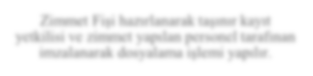 Zimmet Fişi hazırlanarak taşınır kayıt
yetkilisi ve zimmet yapılan personel tarafından
imzalanarak dosyalama işlemi yapılır.